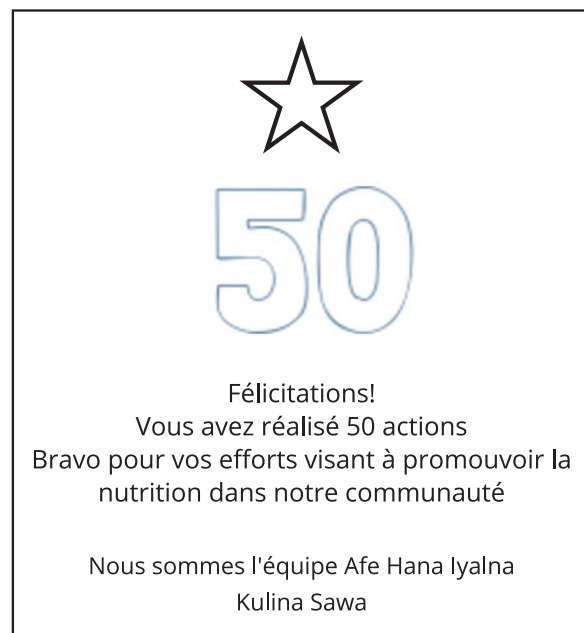 50
Félicitations!
Vous avez réalisé 50 actions
Bravo pour vos efforts visant à promouvoir la
nutrition dans notre communauté
Nous sommes l'équipe Afe Hana Iyalna
Kulina Sawa